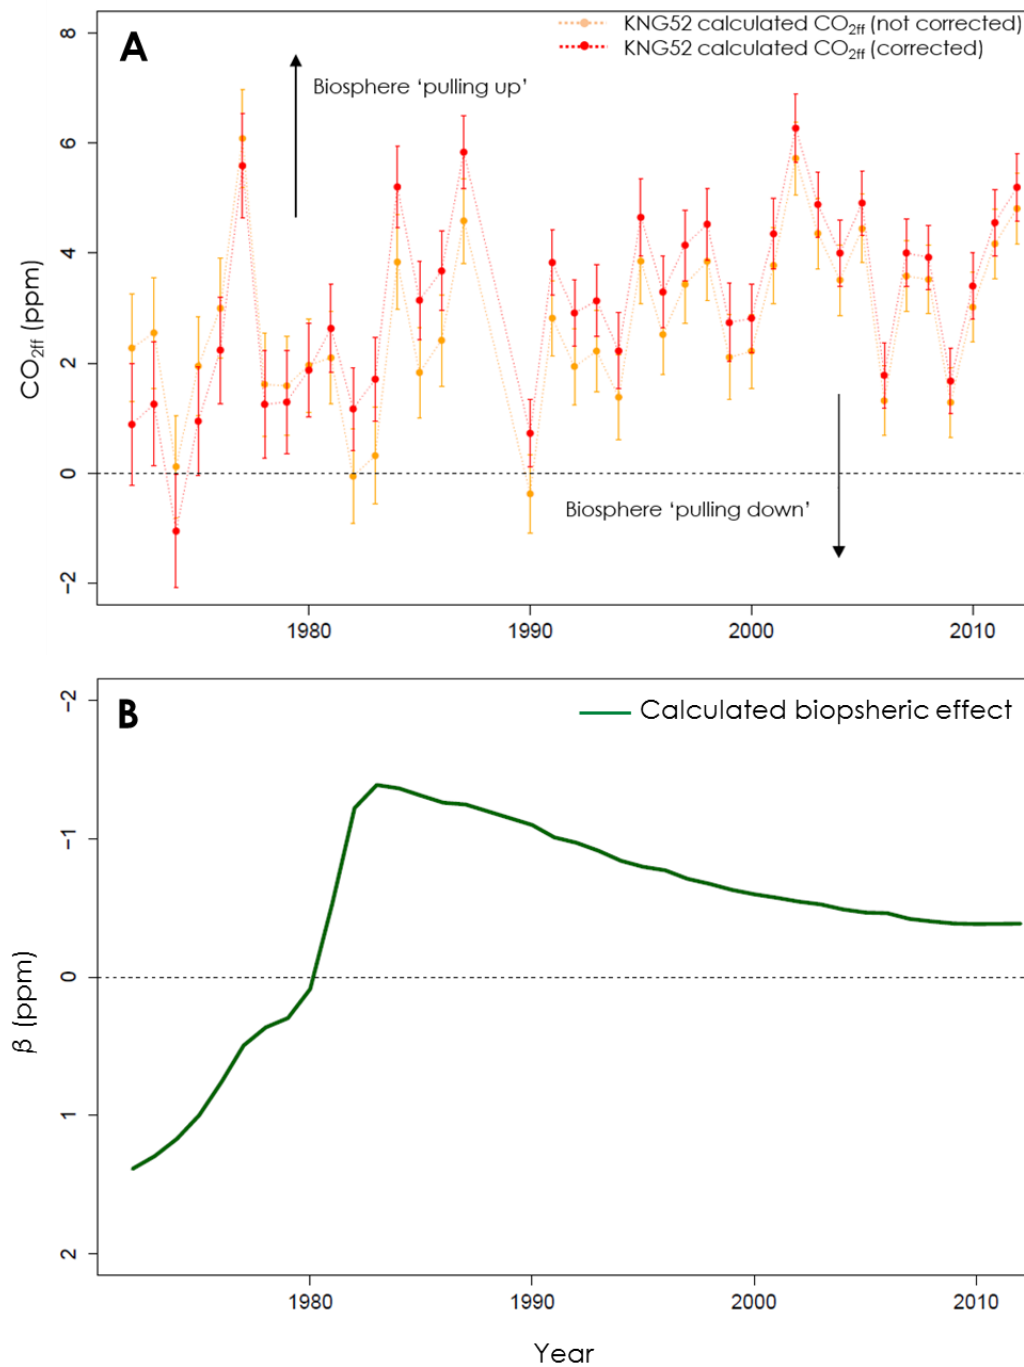 A
KNG52 calculated CO₂ff (not corrected)
KNG52 calculated CO₂ff (corrected)
Biosphere ‘pulling up’
Biosphere ‘pulling down’
CO₂ff (ppm)
8
6
4
2
0
−2
1980 1990 2000 2010
B
Calculated biopsheric effect
β (ppm)
-2
-1
0
1
2
1980 1990 2000 2010
Year